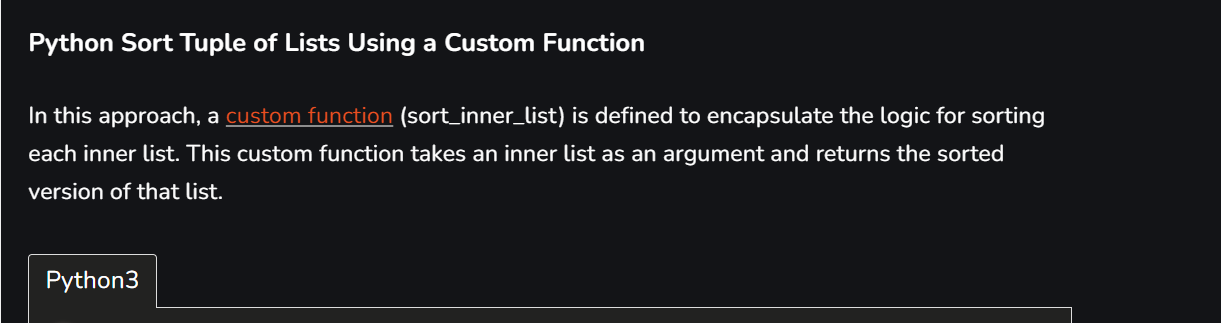 Python Sort Tuple of Lists Using a Custom Function
In this approach, a custom function (sort_inner_list) is defined to encapsulate the logic for sorting
each inner list. This custom function takes an inner list as an argument and returns the sorted
version of that list.
Python3